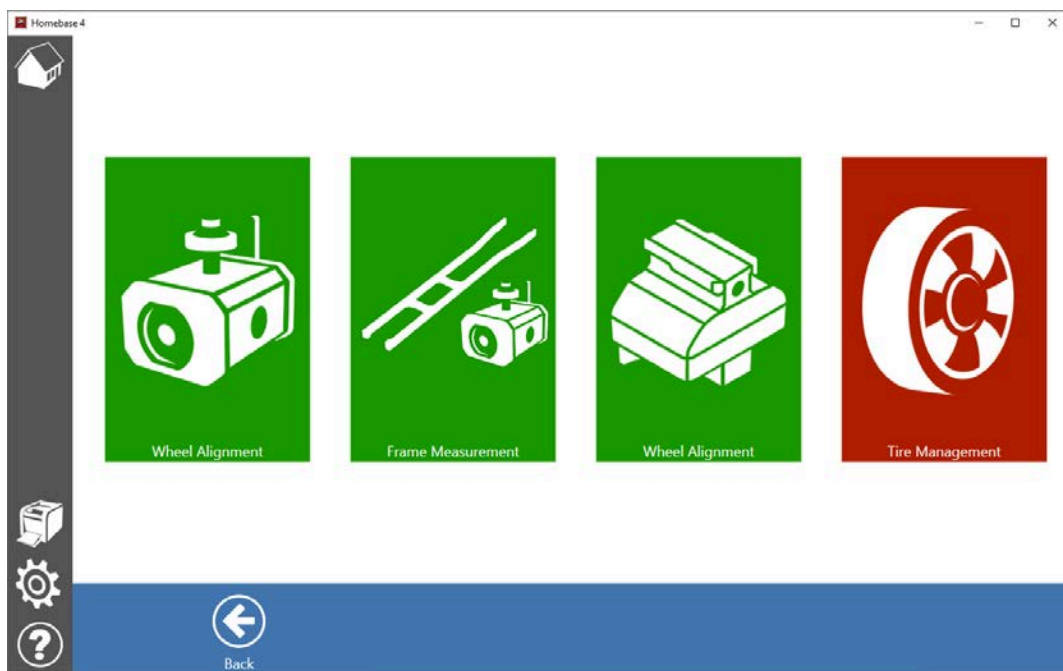 Homebase 4
Wheel Alignment
Frame Measurement
Wheel Alignment
Tire Management
?
Back